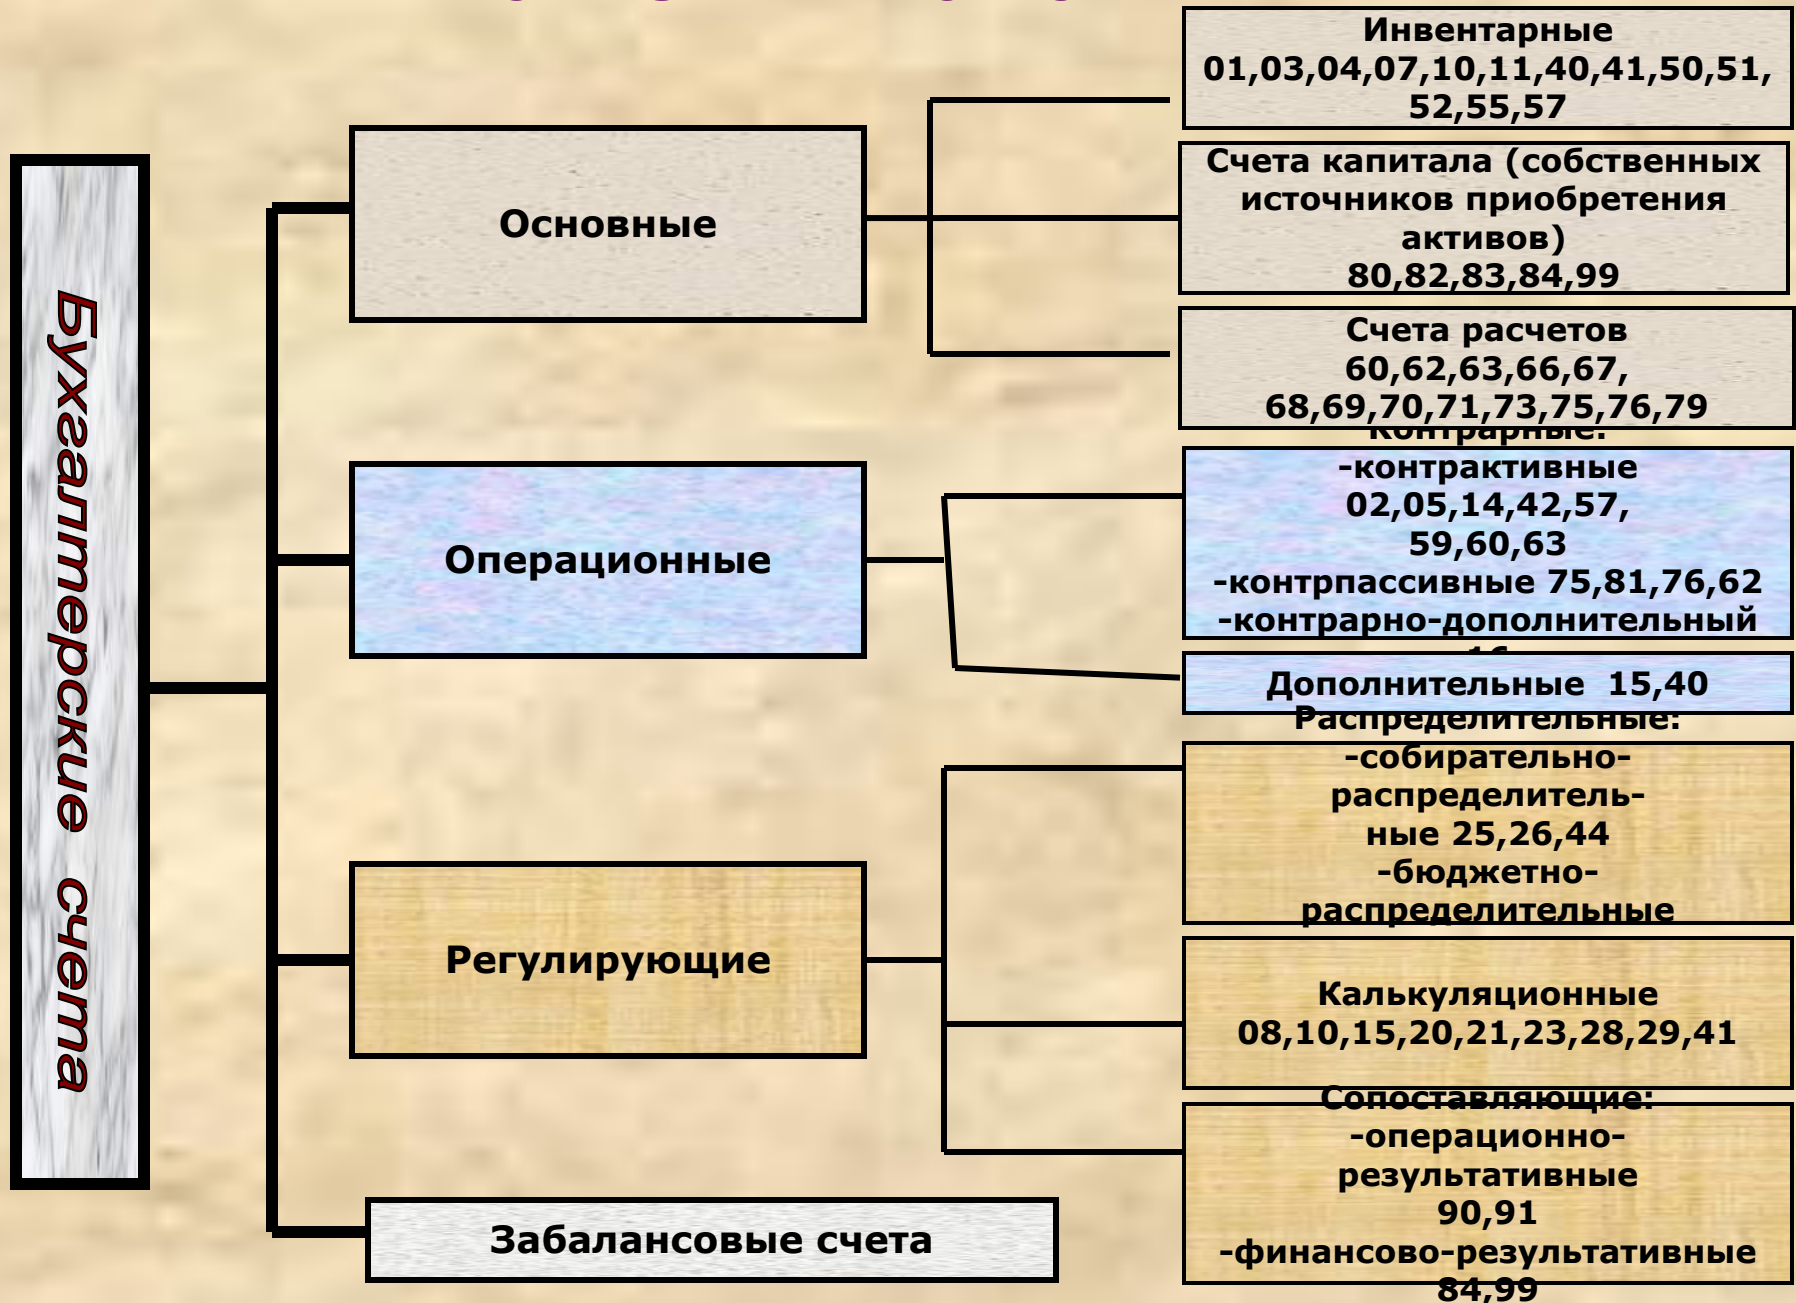 Бухгалтерские счета
Основные
Инвентарные
01,03,04,07,10,11,40,41,50,51,
52,55,57
Счета капитала (собственных
источников приобретения
активов)
80,82,83,84,99
Счета расчетов
60,62,63,66,67,
68,69,70,71,73,75,76,79
Операционные
Контрарные:
-контрактивные
02,05,14,42,57,
59,60,63
-контрпассивные 75,81,76,62
-контрарно-дополнительный
16
Дополнительные 15,40
Регулирующие
Распределительные:
-собирательно-
распределитель-
ные 25,26,44
-бюджетно-
распределительные
Калькуляционные
08,10,15,20,21,23,28,29,41
Сопоставляющие:
-операционно-
результативные
90,91
-финансово-результативные
84,99
Забалансовые счета